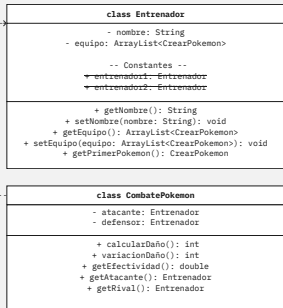 class Entrenador
- nombre: String
- equipo: ArrayList<CrearPokemon>
-- Constantes --
+ entrenador1: Entrenador
+ entrenador2: Entrenador
+ getNombre(): String
+ setNombre(nombre: String): void
+ getEquipo(): ArrayList<CrearPokemon>
+ setEquipo(equipo: ArrayList<CrearPokemon>): void
+ getPrimerPokemon(): CrearPokemon
class CombatePokemon
- atacante: Entrenador
- defensor: Entrenador
+ calcularDaño(): int
+ variacionDaño(): int
+ getEfectividad(): double
+ getAtacante(): Entrenador
+ getRival(): Entrenador